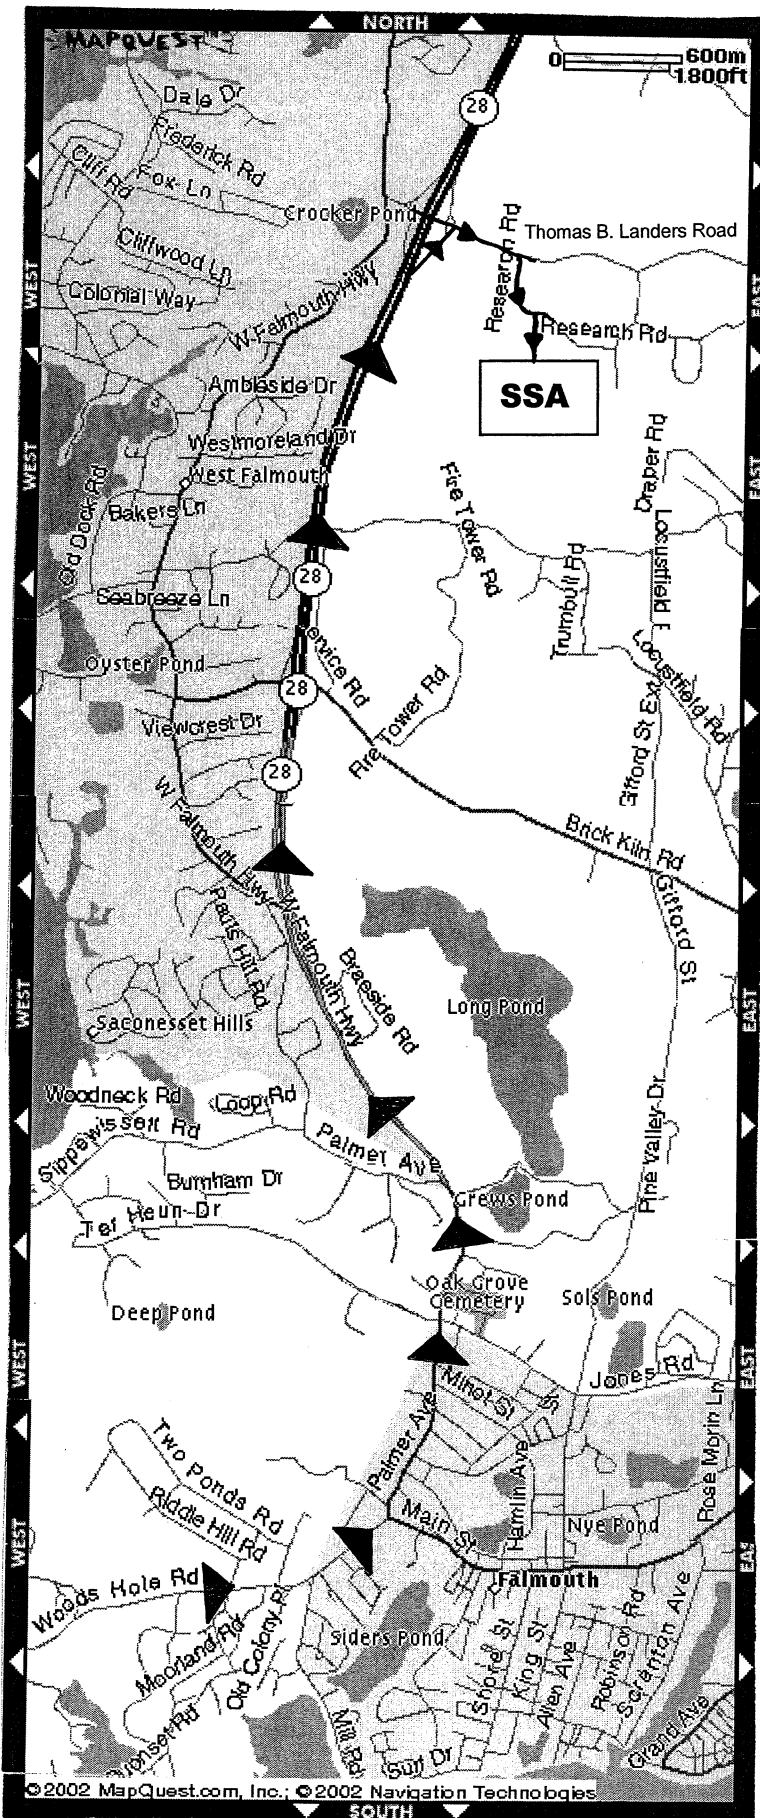 NORTH
MAPQUEST
0 600m
1800ft
28
Dale Dr
Frederick Rd
Cliff Rd
Fox Ln
Crocker Pond
Research Rd
Thomas B. Landers Road
Cliffwood Ln
WEST
EAST
Colonial Way
W Falmouth Hwy
Research Rd
Ambleside Dr
SSA
Westmoreland Dr
West Falmouth
WEST
EAST
Draper Rd
Fire Tower Rd
Old Dock Rd
Bakers Ln
Locustfield
28
Trumbull Rd
Seabreeze Ln
Service Rd
Locustfield Rd
Oyster Pond
28
Fire Tower Rd
Viewcrest Dr
Gifford St Ext
28
W Falmouth Hwy
Brick Kiln Rd
Gifford St
W Falmouth Hwy
Braeside Rd
WEST
Long Pond
EAST
Saconesset Hills
Woodneck Rd
Loop Rd
Sippewissett Rd
Palmer Ave
Pine Valley Dr
Burnham Dr
Grews Pond
Ter Heun Dr
Oak Grove
Cemetery
Sols Pond
Deep Pond
WEST
EAST
Jones Rd
Minot St
Palmer Ave
Rose Morin Ln
Two Ponds Rd
Hamlin Ave
Riddle Hill Rd
Main St
Nye Pond
WEST
EAS
Woods Hole Rd
Falmouth
Old Colony Pl
Moorland Rd
Siders Pond
Shore St
King St
Allen Ave
Robinson Rd
Scranton Ave
Mill Rd
Surf Dr
Grand Ave
©2002 MapQuest.com, Inc.; ©2002 Navigation Technologies
SOUTH